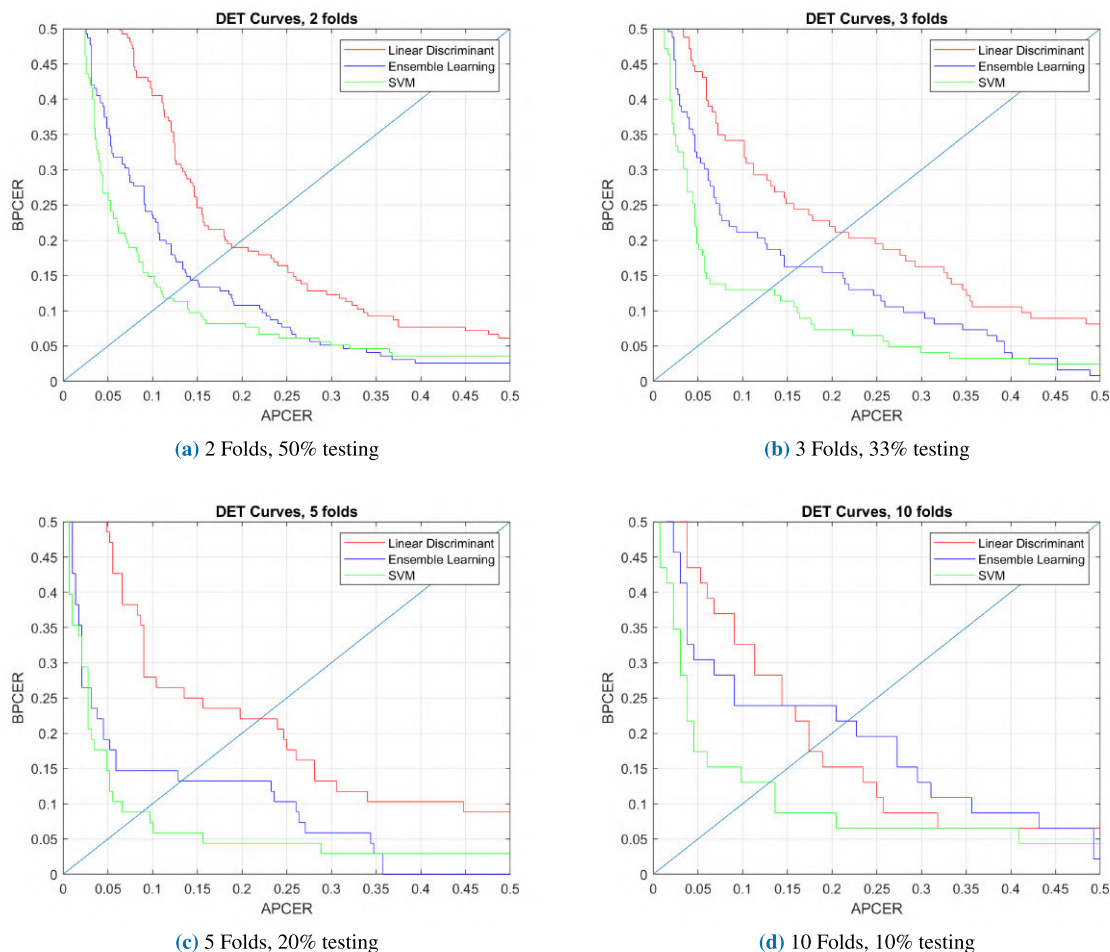 DET Curves, 2 folds
0.5
0.45
0.4
0.35
0.3
0.25
0.2
0.15
0.1
0.05
0
BPCER
Linear Discriminant
Ensemble Learning
SVM
0 0.05 0.1 0.15 0.2 0.25 0.3 0.35 0.4 0.45 0.5
APCER
(a) 2 Folds, 50% testing
DET Curves, 3 folds
0.5
0.45
0.4
0.35
0.3
0.25
0.2
0.15
0.1
0.05
0
BPCER
Linear Discriminant
Ensemble Learning
SVM
0 0.05 0.1 0.15 0.2 0.25 0.3 0.35 0.4 0.45 0.5
APCER
(b) 3 Folds, 33% testing
DET Curves, 5 folds
0.5
0.45
0.4
0.35
0.3
0.25
0.2
0.15
0.1
0.05
0
BPCER
Linear Discriminant
Ensemble Learning
SVM
0 0.05 0.1 0.15 0.2 0.25 0.3 0.35 0.4 0.45 0.5
APCER
(c) 5 Folds, 20% testing
DET Curves, 10 folds
0.5
0.45
0.4
0.35
0.3
0.25
0.2
0.15
0.1
0.05
0
BPCER
Linear Discriminant
Ensemble Learning
SVM
0 0.05 0.1 0.15 0.2 0.25 0.3 0.35 0.4 0.45 0.5
APCER
(d) 10 Folds, 10% testing